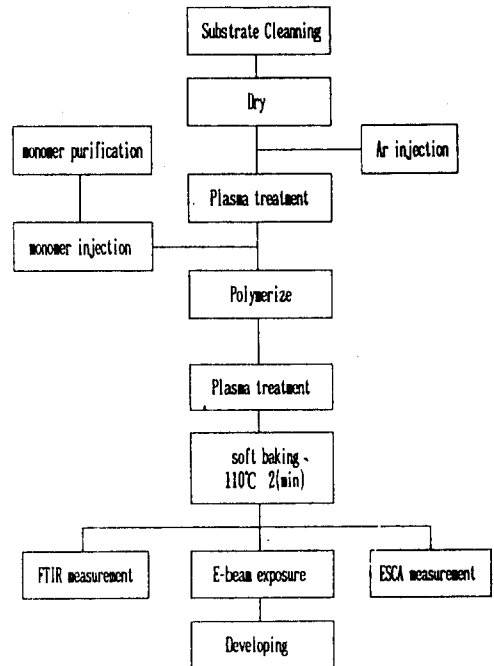 Substrate Cleanning
Dry
monomer purification
Ar injection
Plasma treatment
monomer injection
Polymerize
Plasma treatment
soft baking
110℃ 2(min)
FTIR measurement
E-beam exposure
ESCA measurement
Developing